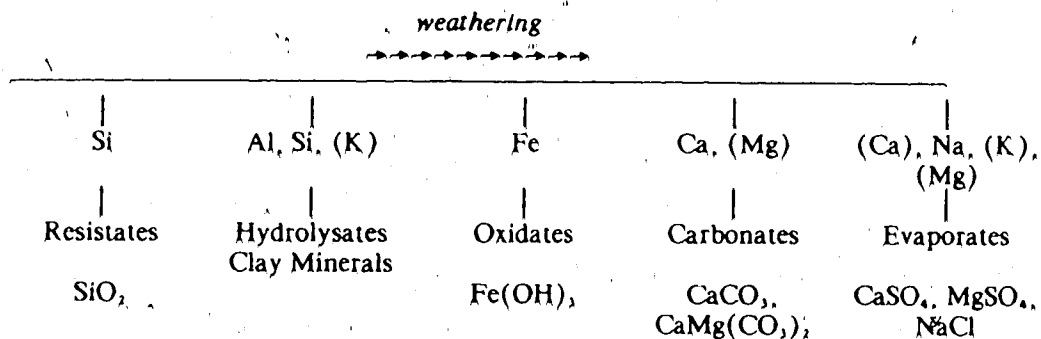 weathering
Si Al, Si, (K) Fe Ca, (Mg) (Ca), Na, (K),
(Mg)
Resistates Hydrolysates Oxidates Carbonates Evaporates
Clay Minerals
SiO₂ Fe(OH)₃ CaCO₃, CaSO₄, MgSO₄,
CaMg(CO₃)₂ NaCl